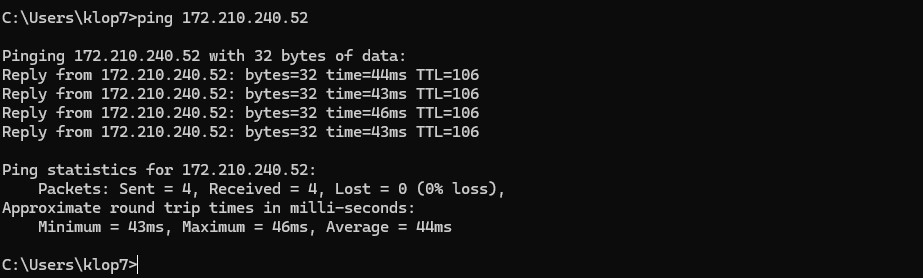 C:\Users\klop7>ping 172.210.240.52
Pinging 172.210.240.52 with 32 bytes of data:
Reply from 172.210.240.52: bytes=32 time=44ms TTL=106
Reply from 172.210.240.52: bytes=32 time=43ms TTL=106
Reply from 172.210.240.52: bytes=32 time=46ms TTL=106
Reply from 172.210.240.52: bytes=32 time=43ms TTL=106
Ping statistics for 172.210.240.52:
    Packets: Sent = 4, Received = 4, Lost = 0 (0% loss),
Approximate round trip times in milli-seconds:
    Minimum = 43ms, Maximum = 46ms, Average = 44ms
C:\Users\klop7>